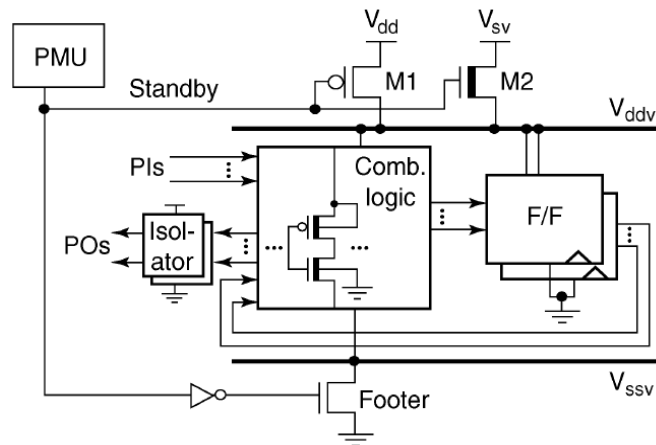 PMU
V_dd
V_sv
Standby
M1
M2
V_ddv
PIs
Comb.
logic
F/F
POs
Isol-
ator
V_ssv
Footer